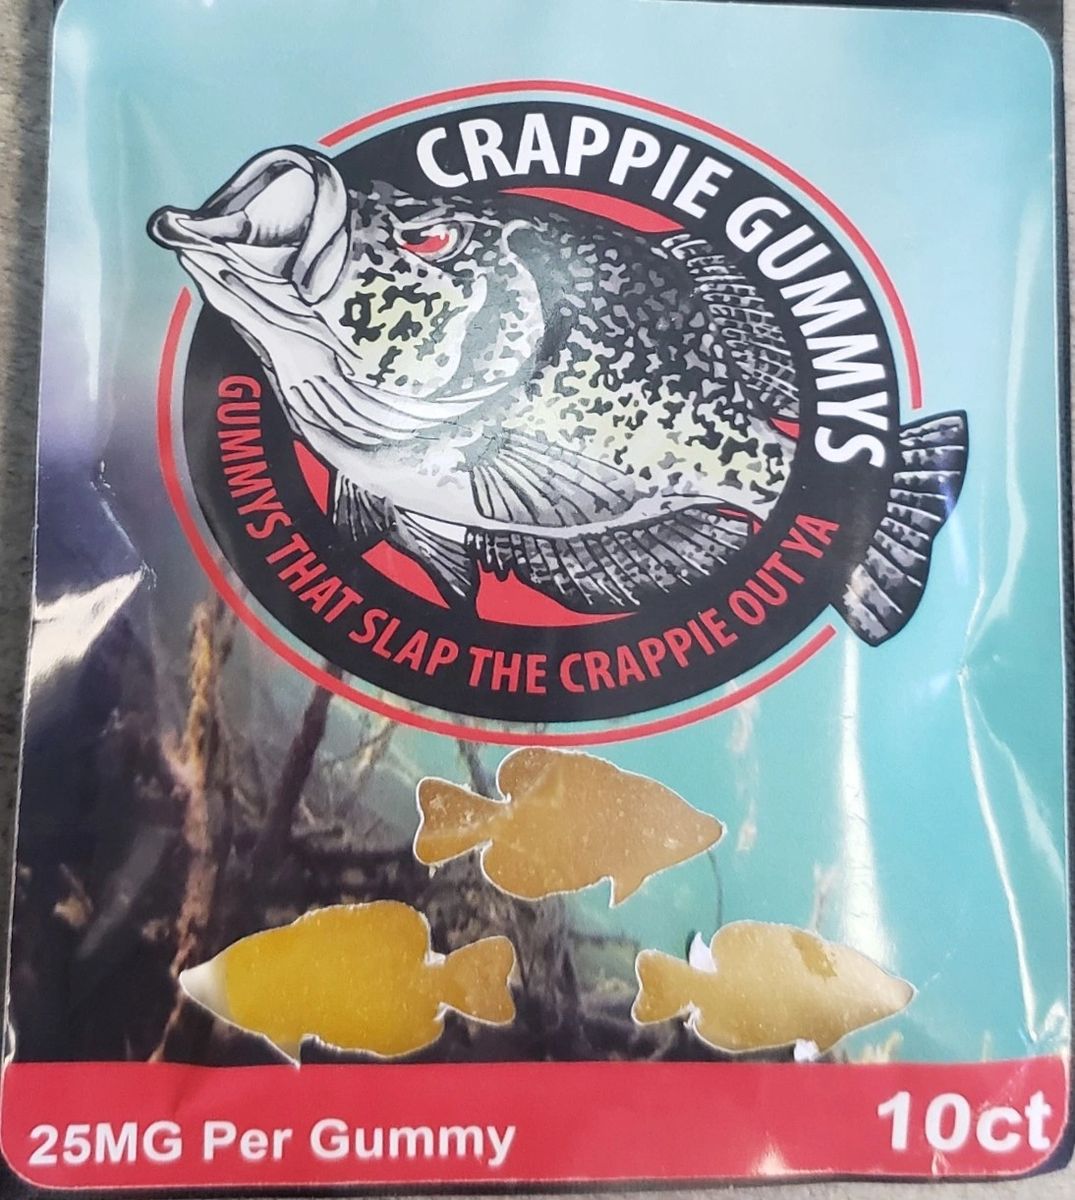 CRAPPIE GUMMYS
GUMMYS THAT SLAP THE CRAPPIE OUT YA
25MG Per Gummy
10ct